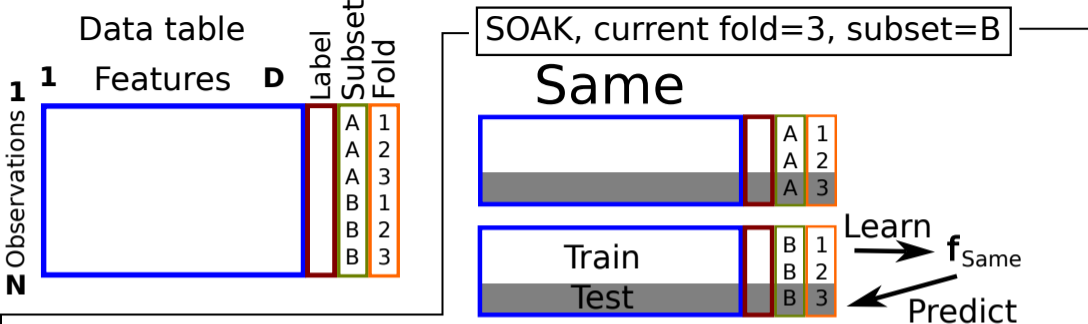 Data table
1 Features D
Label
Subset
Fold
1
Observations
N
A 1
A 2
A 3
B 1
B 2
B 3
SOAK, current fold=3, subset=B
Same
A 1
A 2
A 3
Train B 1
B 2
Test B 3
Learn
f Same
Predict